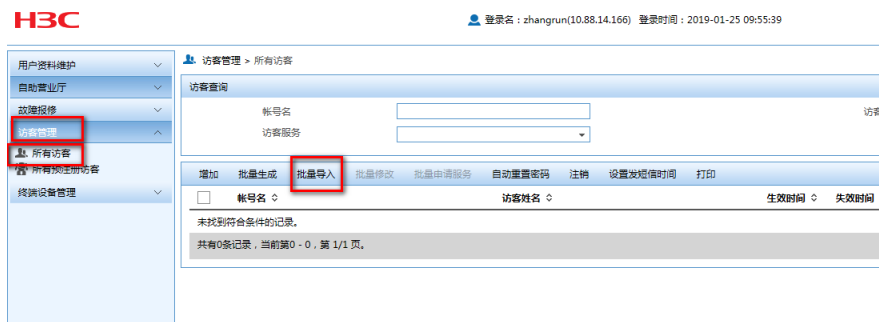 H3C
登录名：zhangrun(10.88.14.166) 登录时间：2019-01-25 09:55:39
用户资料维护
自助营业厅
故障报修
访客管理
所有访客
所有预注册访客
终端设备管理
访客管理 > 所有访客
访客查询
帐号名
访客服务
增加 批量生成 批量导入 批量修改 批量申请服务 自动重置密码 注销 设置发短信时间 打印
帐号名 访客姓名 生效时间 失效时间
未找到符合条件的记录。
共有0条记录，当前第0 - 0，第 1/1 页。